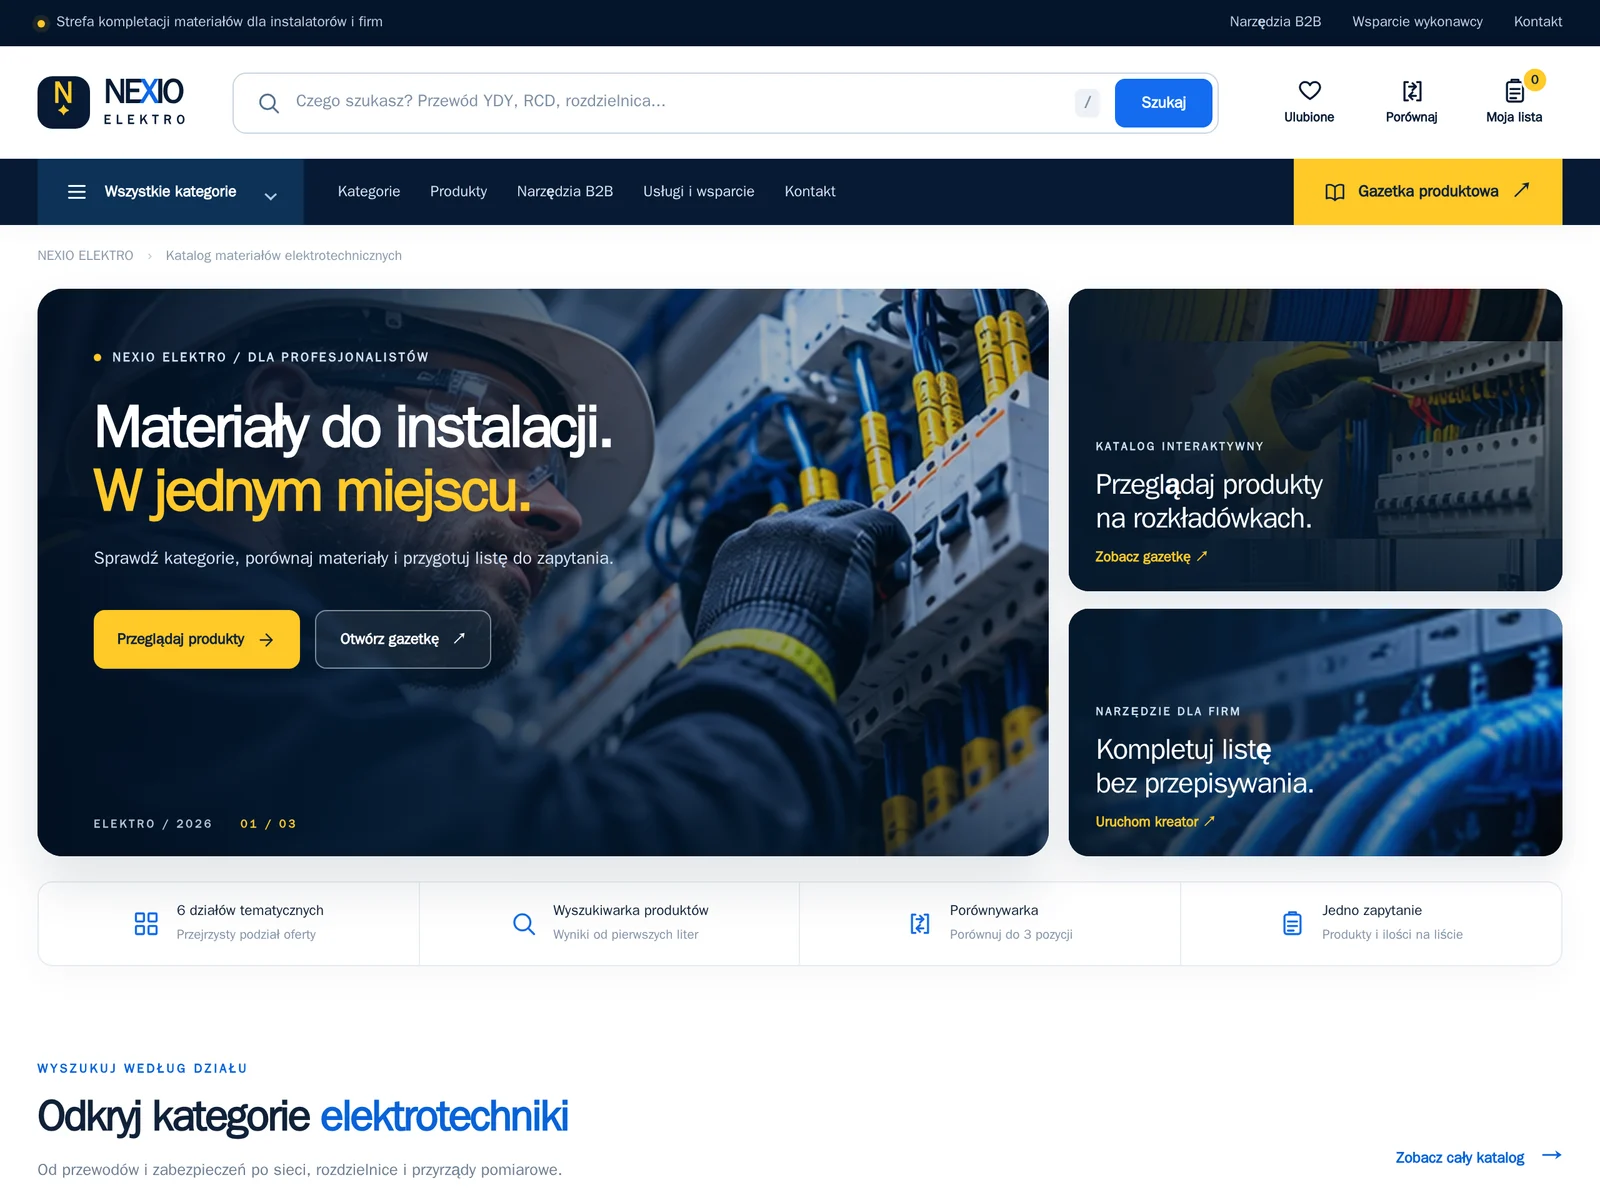 Strefa kompletacji materiałów dla instalatorów i firm
Narzędzia B2B
Wsparcie wykonawcy
Kontakt
N
NEXIO
ELEKTRO
Czego szukasz? Przewód YDY, RCD, rozdzielnica...
/
Szukaj
Ulubione
Porównaj
0
Moja lista
Wszystkie kategorie
Kategorie
Produkty
Narzędzia B2B
Usługi i wsparcie
Kontakt
Gazetka produktowa
NEXIO ELEKTRO › Katalog materiałów elektrotechnicznych
NEXIO ELEKTRO / DLA PROFESJONALISTÓW
Materiały do instalacji.
W jednym miejscu.
Sprawdź kategorie, porównaj materiały i przygotuj listę do zapytania.
Przeglądaj produkty →
Otwórz gazetkę ↗
ELEKTRO / 2026
01 / 03
KATALOG INTERAKTYWNY
Przeglądaj produkty
na rozkładówkach.
Zobacz gazetkę ↗
NARZĘDZIE DLA FIRM
Kompletuj listę
bez przepisywania.
Uruchom kreator ↗
6 działów tematycznych
Przejrzysty podział oferty
Wyszukiwarka produktów
Wyniki od pierwszych liter
Porównywarka
Porównuj do 3 pozycji
Jedno zapytanie
Produkty i ilości na liście
WYSZUKUJ WEDŁUG DZIAŁU
Odkryj kategorie elektrotechniki
Od przewodów i zabezpieczeń po sieci, rozdzielnice i przyrządy pomiarowe.
Zobacz cały katalog →